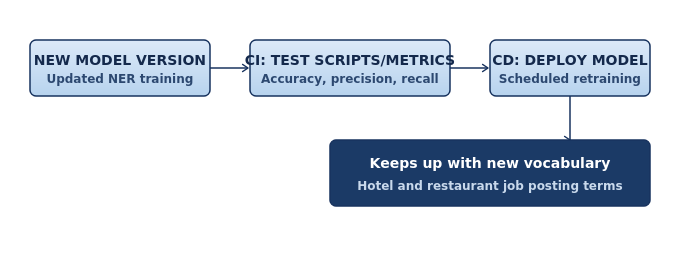 NEW MODEL VERSION
Updated NER training
CI: TEST SCRIPTS/METRICS
Accuracy, precision, recall
CD: DEPLOY MODEL
Scheduled retraining
Keeps up with new vocabulary
Hotel and restaurant job posting terms